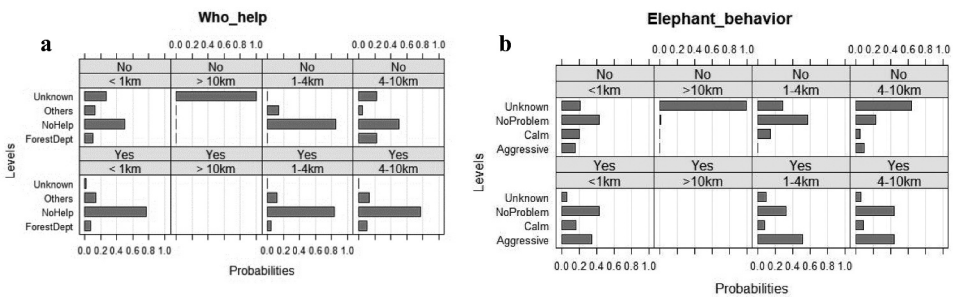 Who_help
a
0.0 0.2 0.4 0.6 0.8 1.0 0.0 0.2 0.4 0.6 0.8 1.0
No No No No
< 1km > 10km 1-4km 4-10km
Unknown
Others
NoHelp
ForestDept
Yes Yes Yes Yes
< 1km > 10km 1-4km 4-10km
Unknown
Others
NoHelp
ForestDept
Levels
0.0 0.2 0.4 0.6 0.8 1.0 0.0 0.2 0.4 0.6 0.8 1.0
Probabilities
Elephant_behavior
b
0.0 0.2 0.4 0.6 0.8 1.0 0.0 0.2 0.4 0.6 0.8 1.0
No No No No
<1km >10km 1-4km 4-10km
Unknown
NoProblem
Calm
Aggressive
Yes Yes Yes Yes
<1km >10km 1-4km 4-10km
Unknown
NoProblem
Calm
Aggressive
Levels
0.0 0.2 0.4 0.6 0.8 1.0 0.0 0.2 0.4 0.6 0.8 1.0
Probabilities